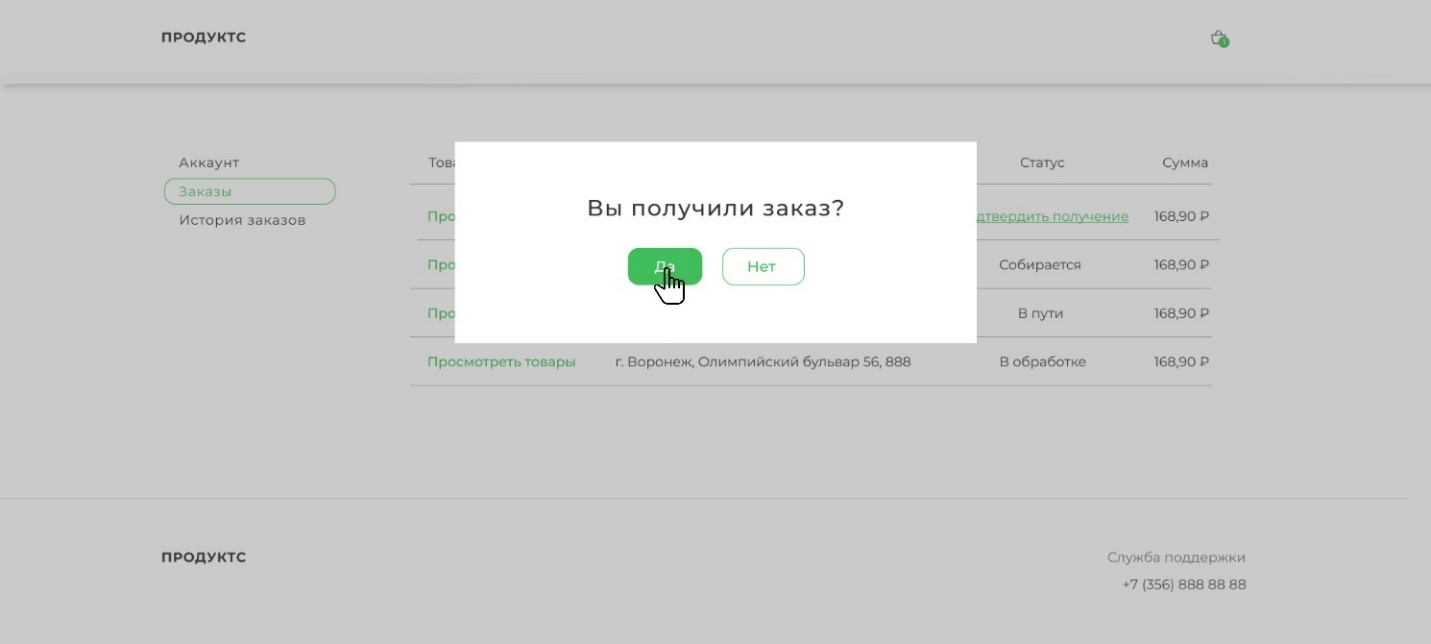 ПРОДУКТС
1
Аккаунт
Заказы
История заказов
Статус Сумма
Вы получили заказ?
Да Нет
168,90 ₽
Собирается 168,90 ₽
В пути 168,90 ₽
Просмотреть товары г. Воронеж, Олимпийский бульвар 56, 888 В обработке 168,90 ₽
получение
ПРОДУКТС
Служба поддержки
+7 (356) 888 88 88